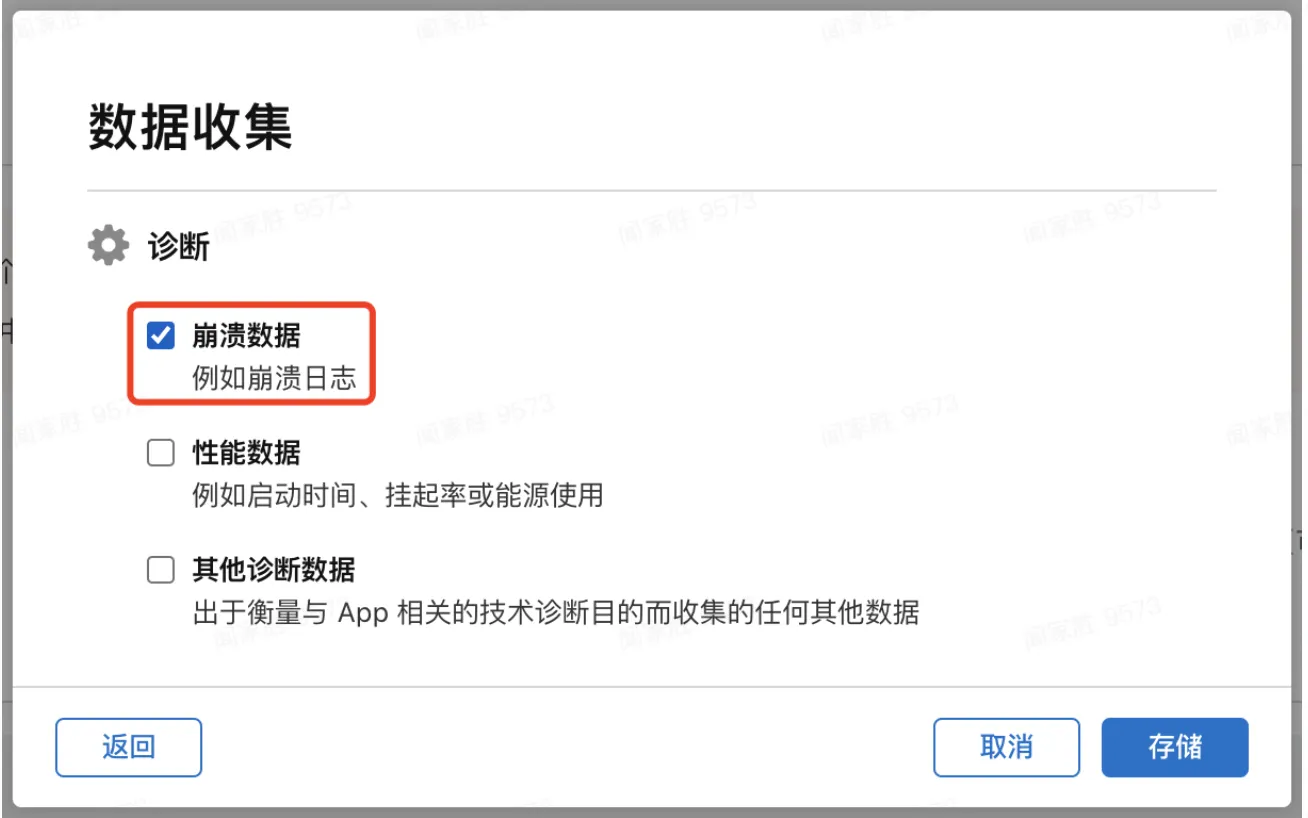 数据收集
诊断
崩溃数据
例如崩溃日志
性能数据
例如启动时间、挂起率或能源使用
其他诊断数据
出于衡量与 App 相关的技术诊断目的而收集的任何其他数据
返回
取消
存储